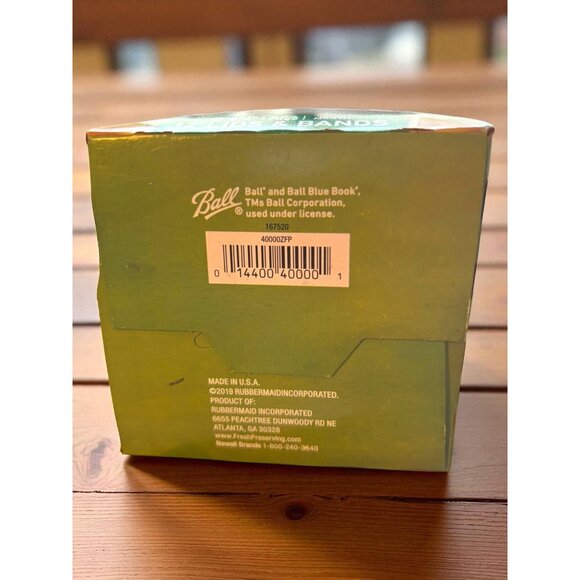 & BANDS
Ball®
Ball® and Ball Blue Book®,
TMs Ball Corporation,
used under license.
167520
40000ZFP
0 14400 40000 1
MADE IN U.S.A.
©2019 RUBBERMAIDINCORPORATED.
PRODUCT OF:
RUBBERMAID INCORPORATED
6655 PEACHTREE DUNWOODY RD NE
ATLANTA, GA 30328
www.FreshPreserving.com
Newell Brands 1-800-240-3340